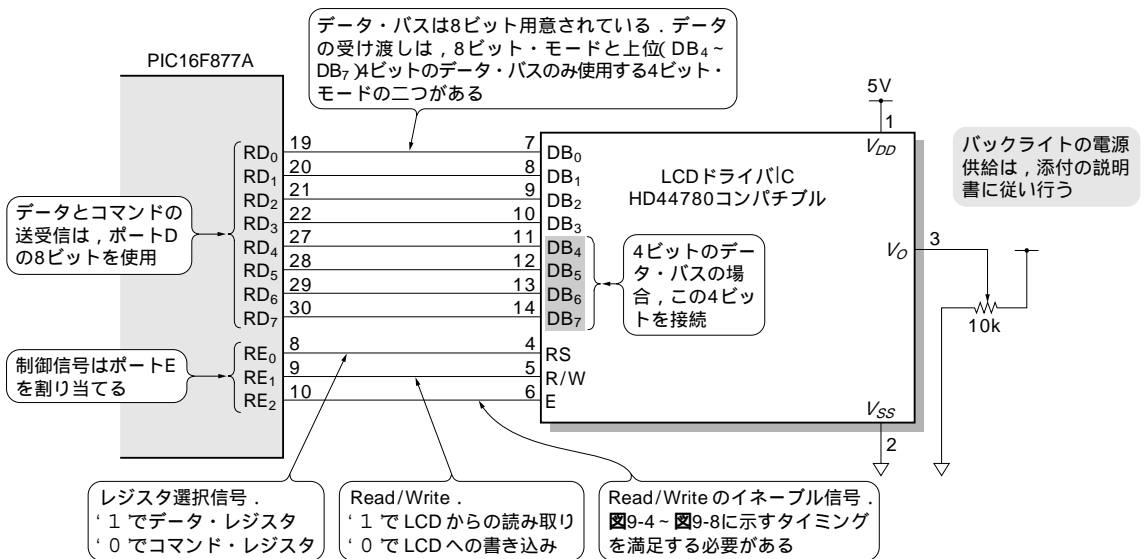 データ・バスは8ビット用意されている．データ
の受け渡しは，8ビット・モードと上位(DB4～
DB7)4ビットのデータ・バスのみ使用する4ビット・
モードの二つがある
PIC16F877A
5V
1
VDD
バックライトの電源
供給は，添付の説明
書に従い行う
LCDドライバIC
HD44780コンパチブル
RD0 19 7 DB0
RD1 20 8 DB1
RD2 21 9 DB2
RD3 22 10 DB3
RD4 27 11 DB4
RD5 28 12 DB5
RD6 29 13 DB6
RD7 30 14 DB7
データとコマンドの
送受信は，ポートD
の8ビットを使用
4ビットのデー
タ・バスの場
合，この4ビッ
トを接続
VO 3
10k
制御信号はポートE
を割り当てる
RE0 8 4 RS
RE1 9 5 R/W
RE2 10 6 E
VSS
2
レジスタ選択信号．
‘１’でデータ・レジスタ
‘０’でコマンド・レジスタ
Read/Write．
‘１’でLCDからの読み取り
‘０’でLCDへの書き込み
Read/Writeのイネーブル信号．
図9-4～図9-8に示すタイミング
を満足する必要がある